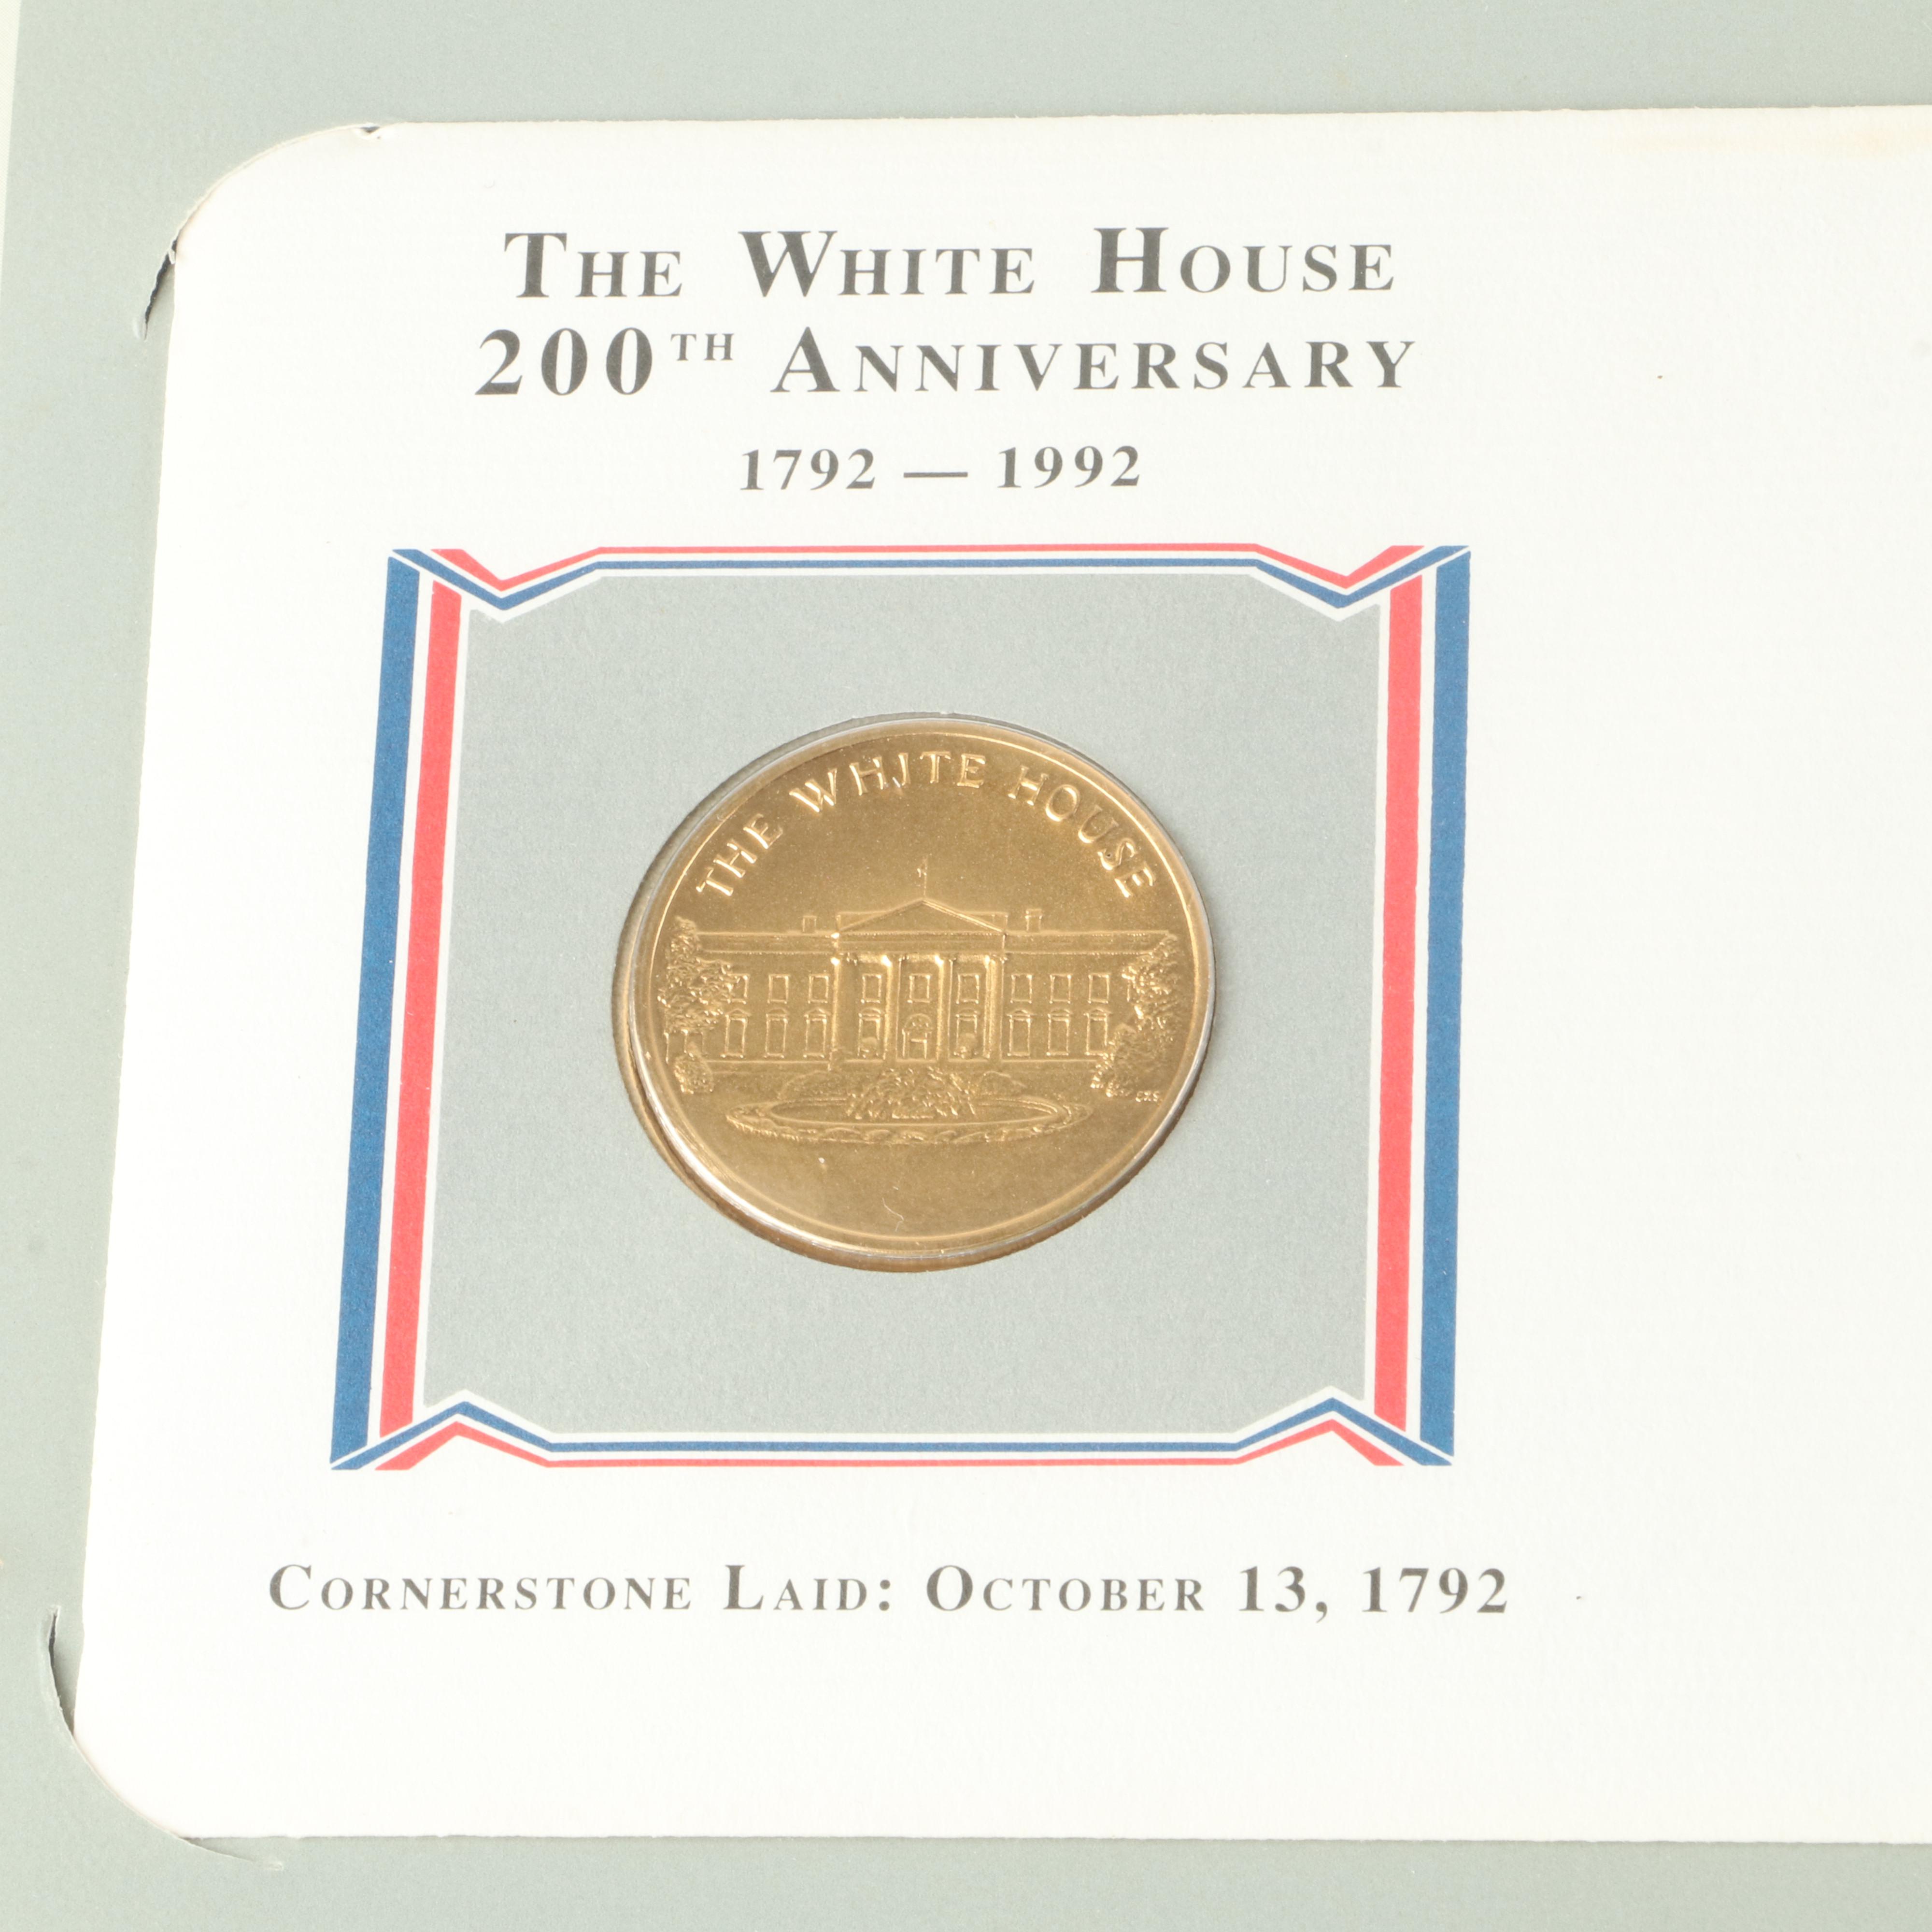 THE WHITE HOUSE
200TH ANNIVERSARY
1792 — 1992
THE WHITE HOUSE
CORNERSTONE LAID: OCTOBER 13, 1792